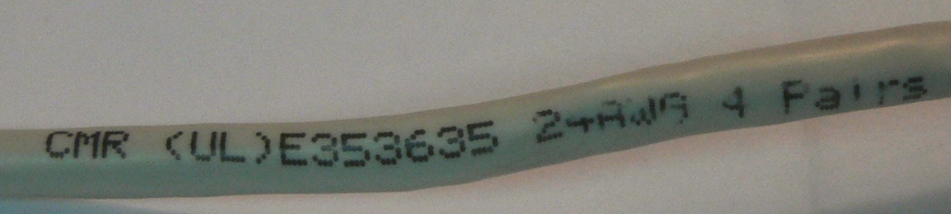 CMR (UL)E353635 24AWG 4 Pairs